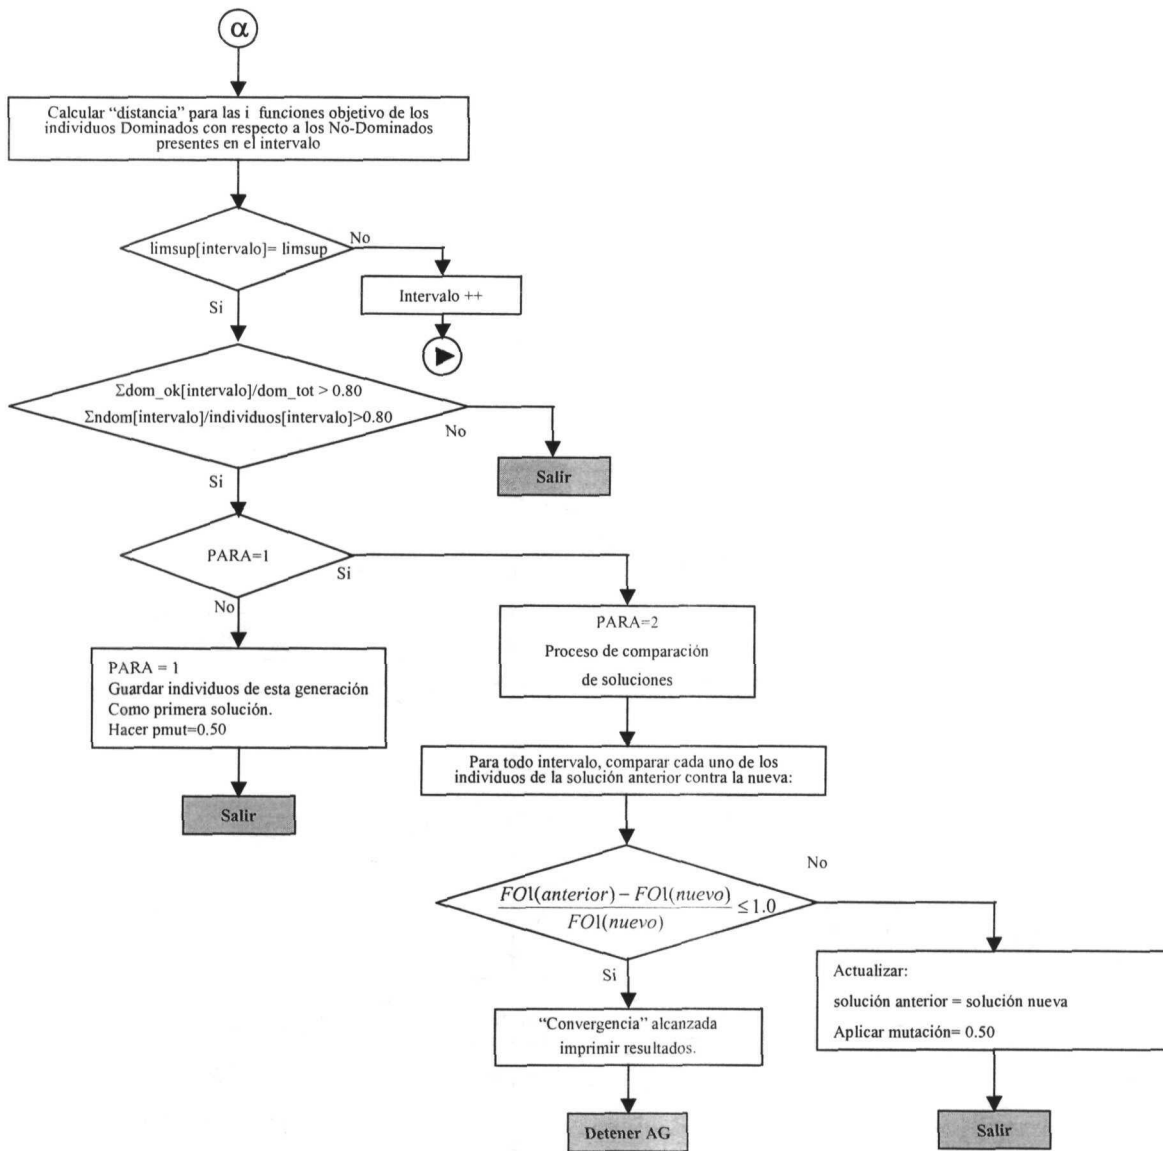 α
Calcular “distancia” para las i funciones objetivo de los
individuos Dominados con respecto a los No-Dominados
presentes en el intervalo
limsup[intervalo]= limsup
No
Si
Intervalo ++
Σdom_ok[intervalo]/dom_tot > 0.80
Σndom[intervalo]/individuos[intervalo]>0.80
No
Si
Salir
PARA=1
Si
No
PARA = 1
Guardar individuos de esta generación
Como primera solución.
Hacer pmut=0.50
Salir
PARA=2
Proceso de comparación
de soluciones
Para todo intervalo, comparar cada uno de los
individuos de la solución anterior contra la nueva:
No
FO1(anterior) − FO1(nuevo)
≤ 1.0
FO1(nuevo)
Si
Actualizar:
solución anterior = solución nueva
Aplicar mutación= 0.50
“Convergencia” alcanzada
imprimir resultados.
Detener AG
Salir